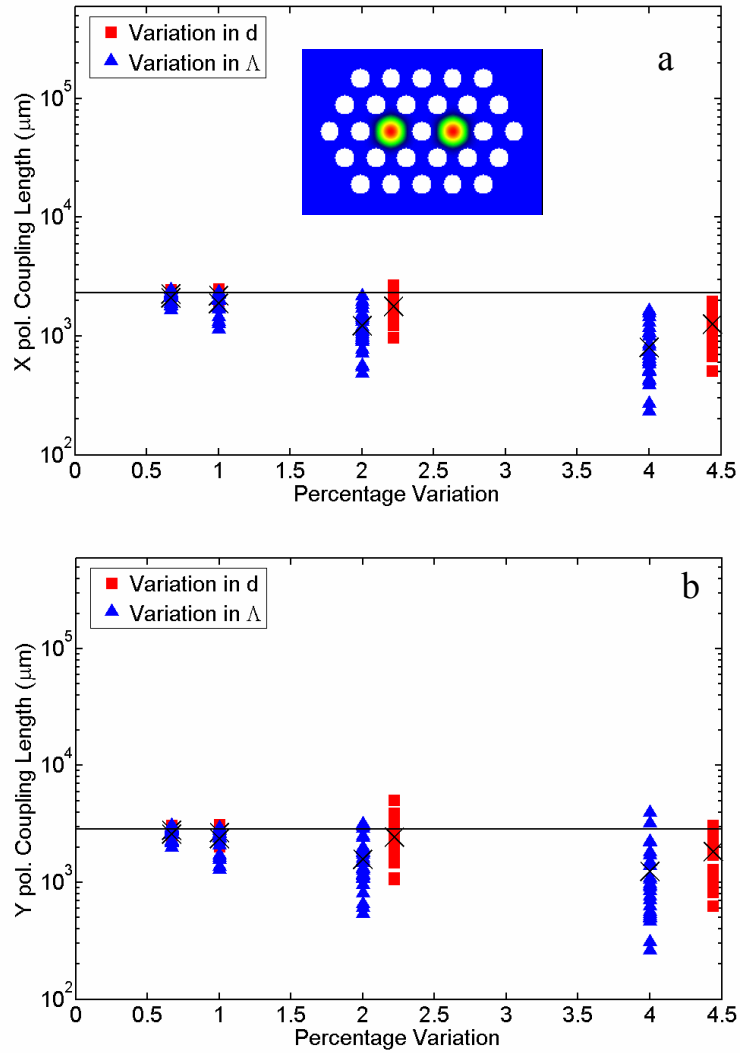 a
Variation in d
Variation in Λ
10^5
10^4
10^3
10^2
X pol. Coupling Length (μm)
0 0.5 1 1.5 2 2.5 3 3.5 4 4.5
Percentage Variation
b
Variation in d
Variation in Λ
10^5
10^4
10^3
10^2
Y pol. Coupling Length (μm)
0 0.5 1 1.5 2 2.5 3 3.5 4 4.5
Percentage Variation